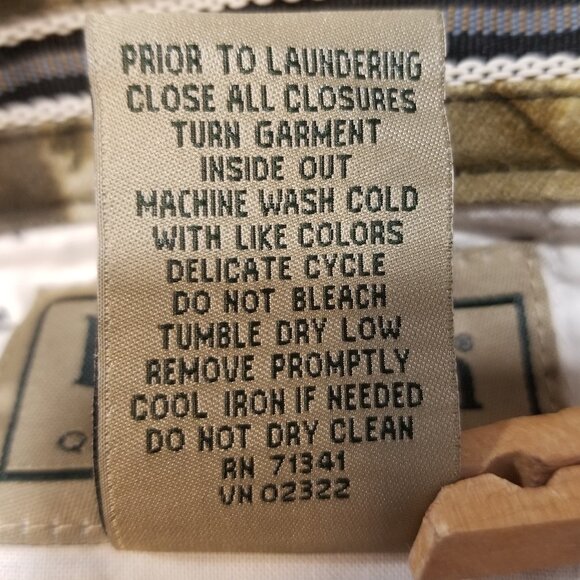 PRIOR TO LAUNDERING
CLOSE ALL CLOSURES
TURN GARMENT
INSIDE OUT
MACHINE WASH COLD
WITH LIKE COLORS
DELICATE CYCLE
DO NOT BLEACH
TUMBLE DRY LOW
REMOVE PROMPTLY
COOL IRON IF NEEDED
DO NOT DRY CLEAN
RN 71341
VN 02322